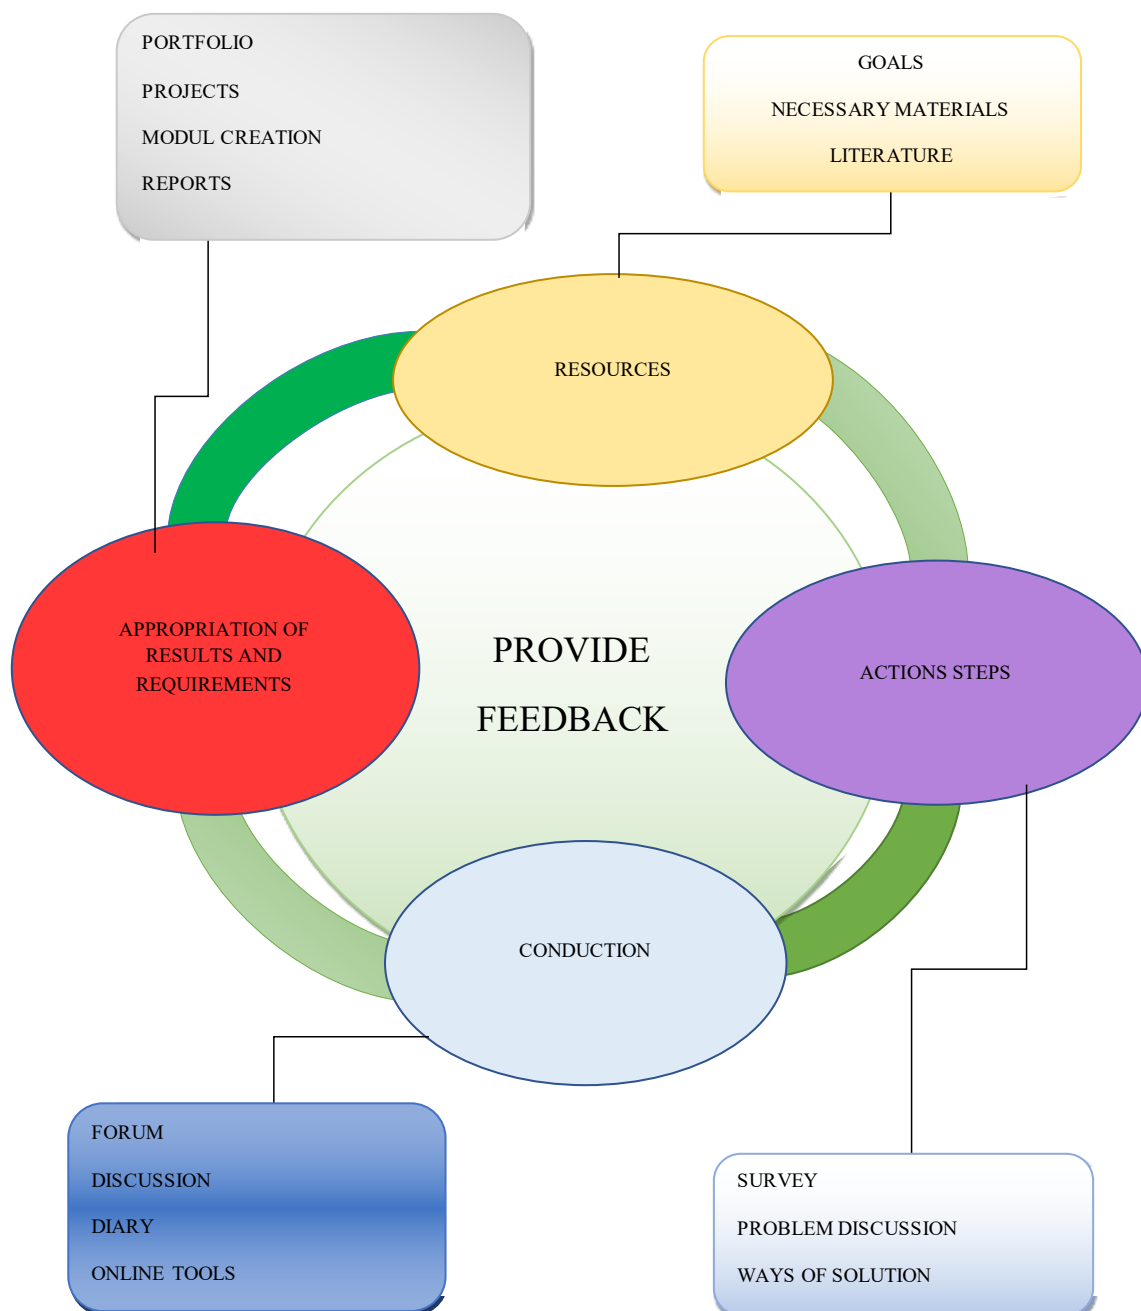 PORTFOLIO
PROJECTS
MODUL CREATION
REPORTS
GOALS
NECESSARY MATERIALS
LITERATURE
RESOURCES
APPROPRIATION OF
RESULTS AND
REQUIREMENTS
PROVIDE
FEEDBACK
ACTIONS STEPS
CONDUCTION
FORUM
DISCUSSION
DIARY
ONLINE TOOLS
SURVEY
PROBLEM DISCUSSION
WAYS OF SOLUTION